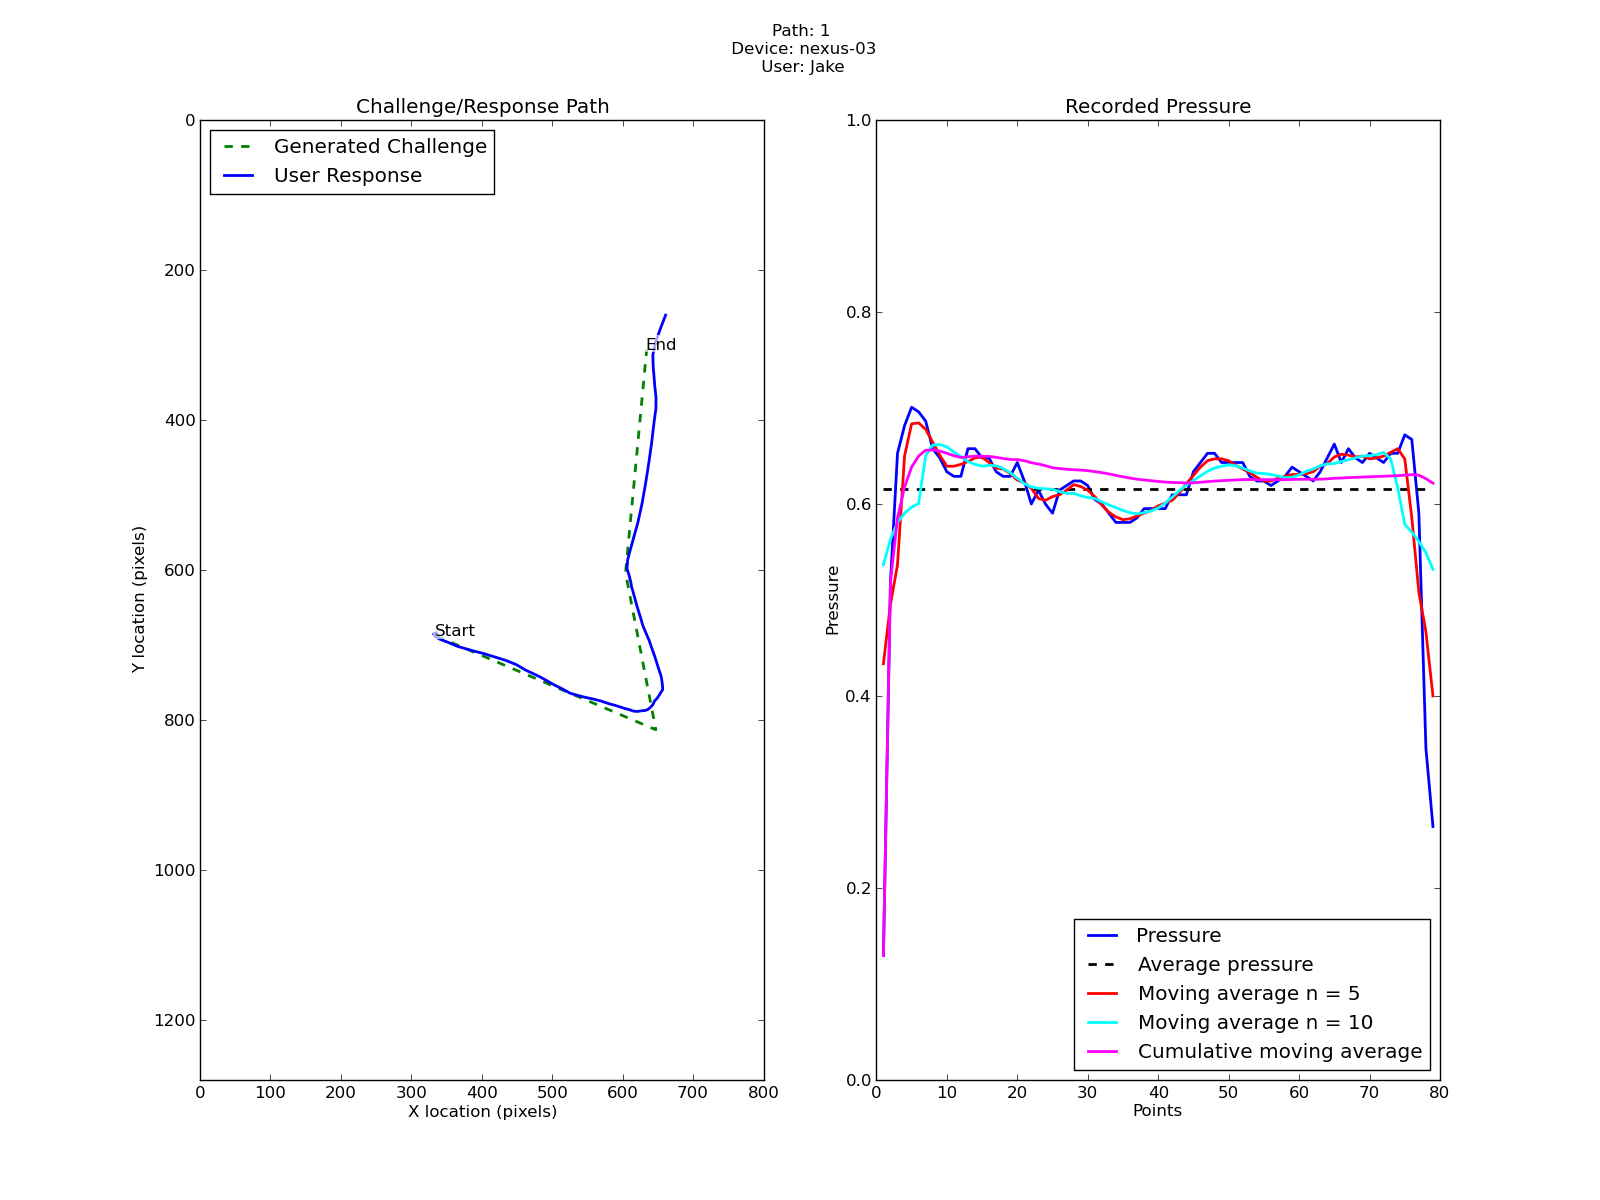 Path: 1
Device: nexus-03
User: Jake
Challenge/Response Path
Generated Challenge
User Response
0
200
400
600
800
1000
1200
Y location (pixels)
End
Start
0 100 200 300 400 500 600 700 800
X location (pixels)
Recorded Pressure
1.0
0.8
0.6
0.4
0.2
0.0
Pressure
Pressure
Average pressure
Moving average n = 5
Moving average n = 10
Cumulative moving average
0 10 20 30 40 50 60 70 80
Points